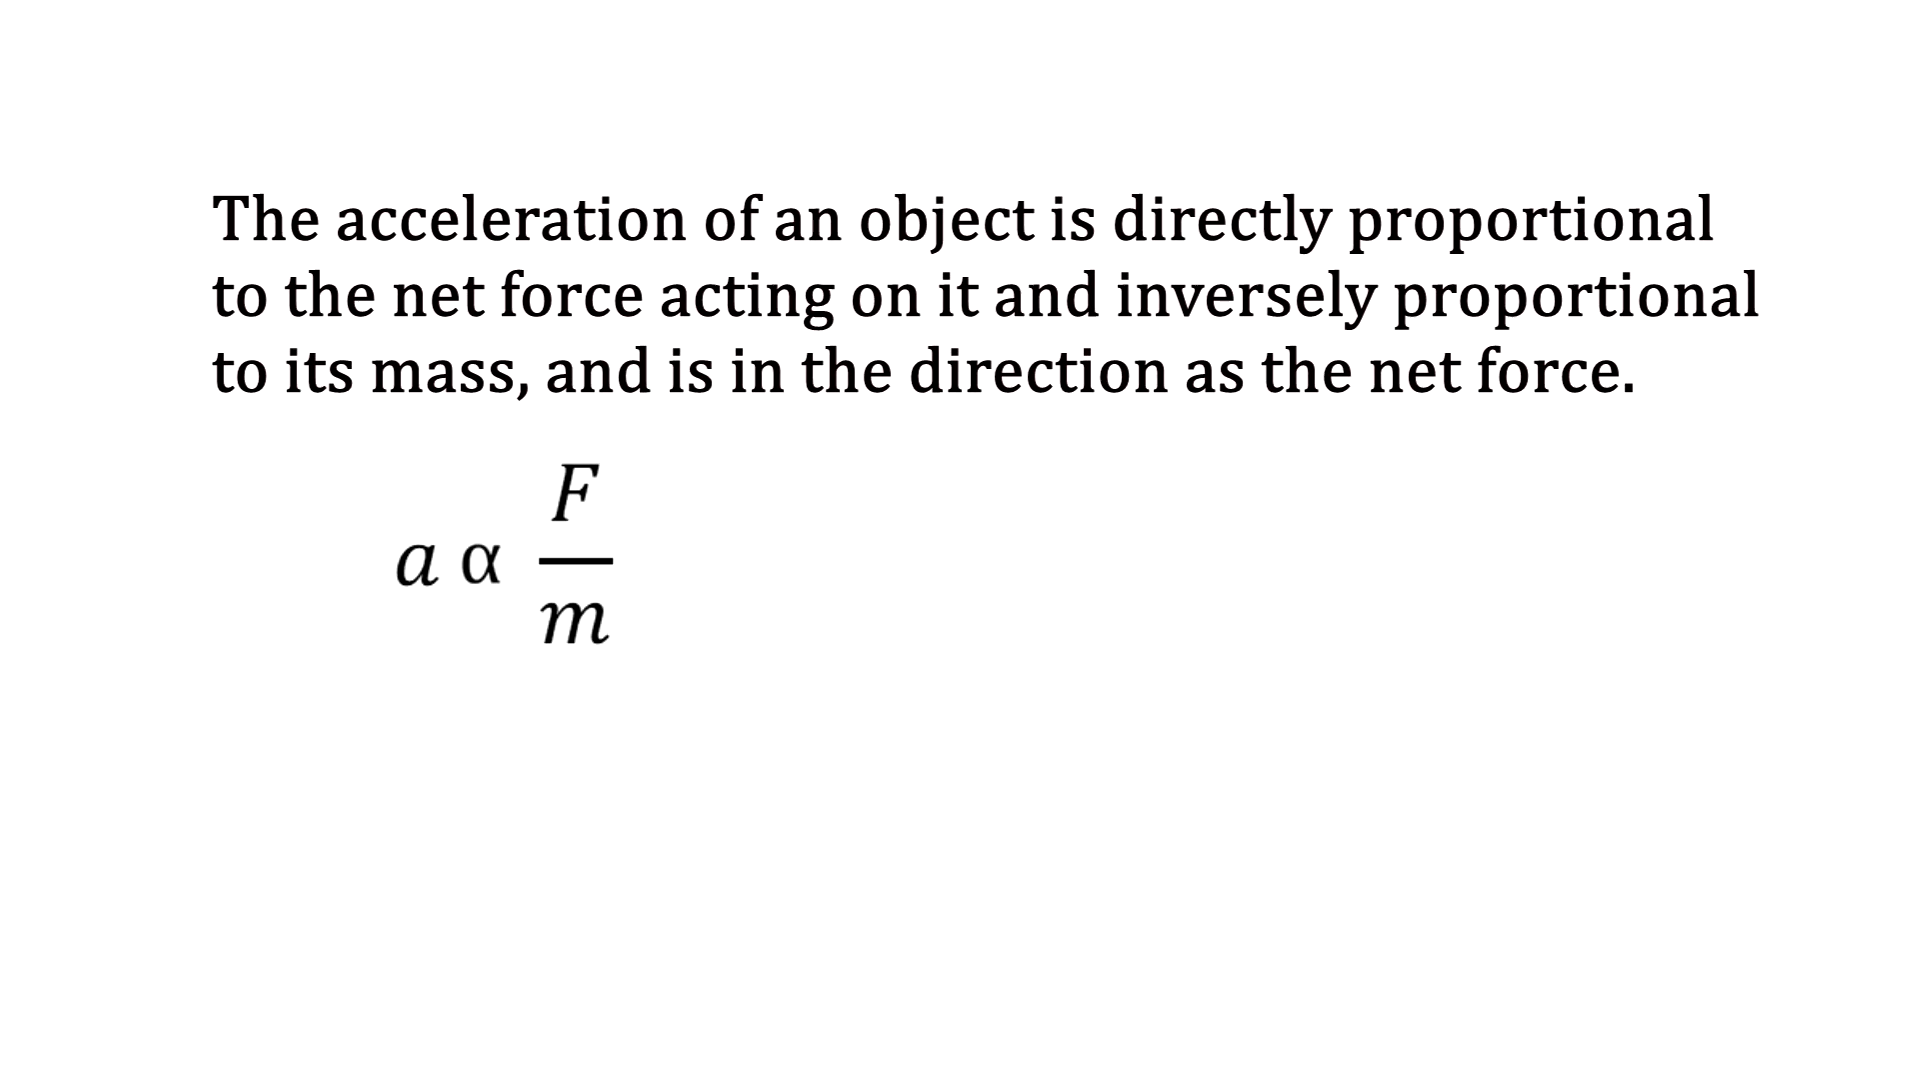 The acceleration of an object is directly proportional
to the net force acting on it and inversely proportional
to its mass, and is in the direction as the net force.
a α F/m